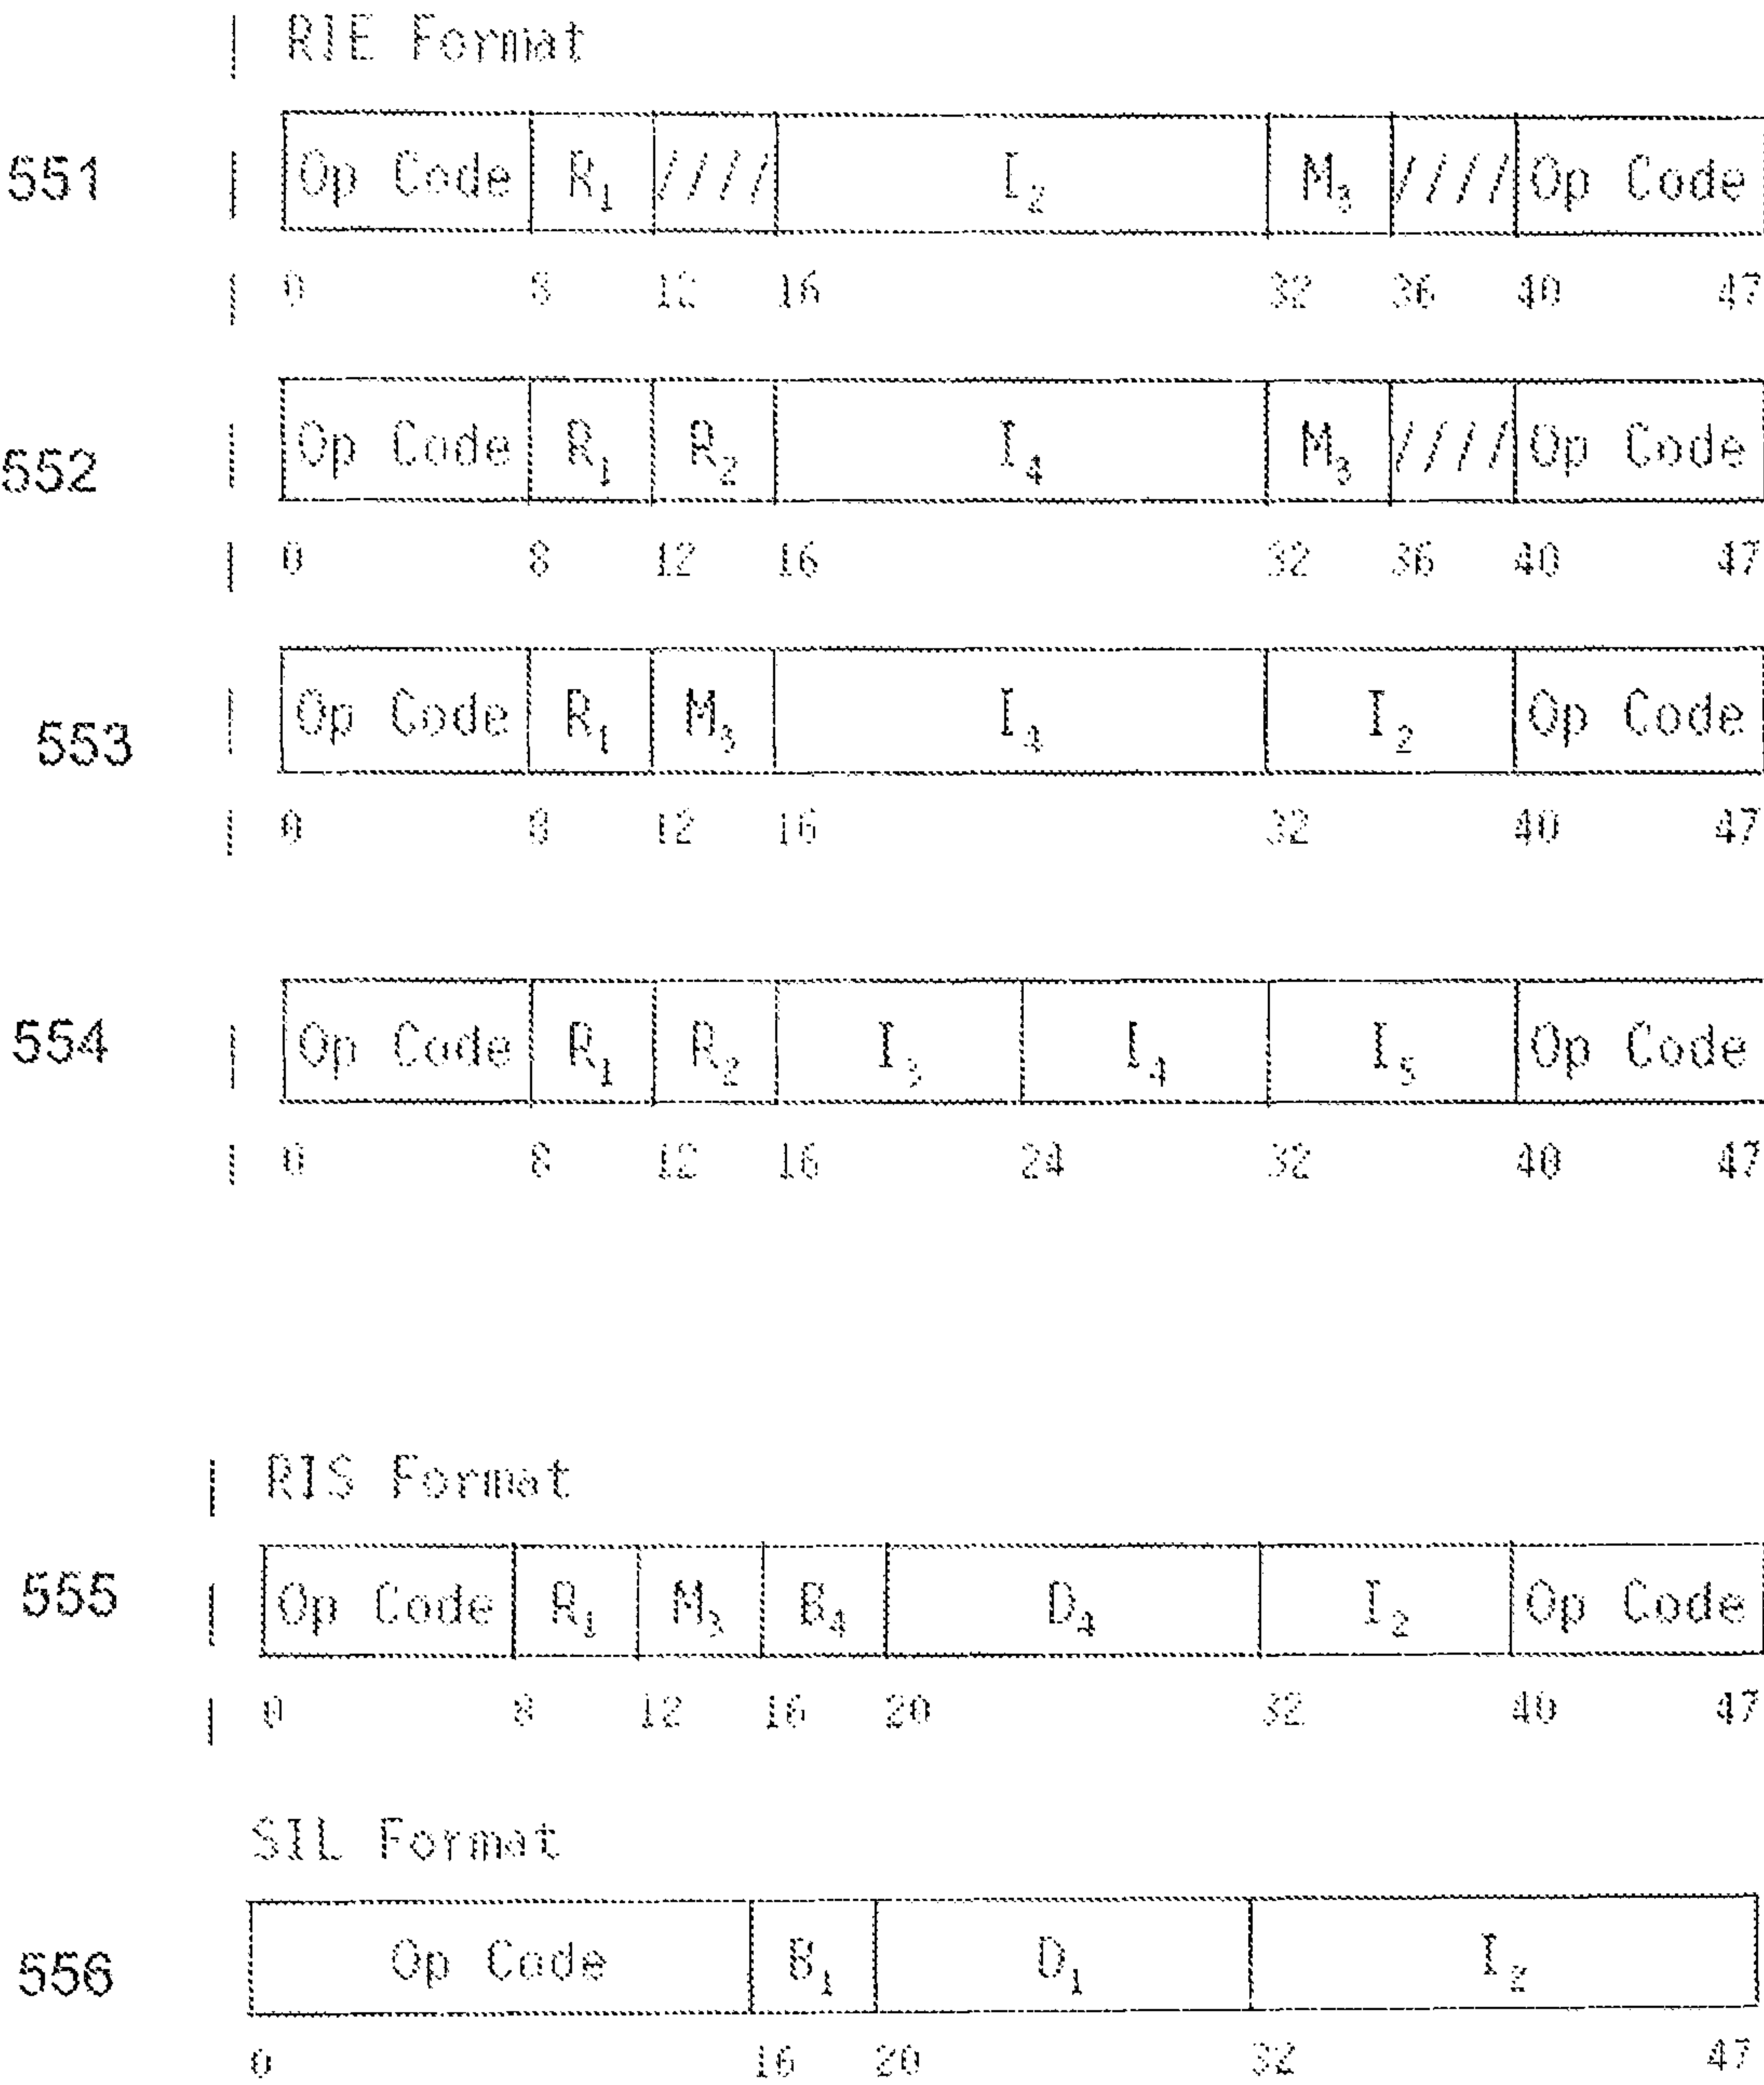 RIE Format
551 Op Code R₁ //// I₂ M₃ //// Op Code
0 8 12 16 32 36 40 47
552 Op Code R₁ R₂ I₄ M₃ //// Op Code
0 8 12 16 32 36 40 47
553 Op Code R₁ M₃ I₄ I₂ Op Code
0 8 12 16 32 40 47
554 Op Code R₁ R₂ I₃ I₄ I₅ Op Code
0 8 12 16 24 32 40 47
RIS Format
555 Op Code R₁ M₃ B₄ D₄ I₂ Op Code
0 8 12 16 20 32 40 47
SIL Format
556 Op Code B₁ D₁ I₂
0 16 20 32 47